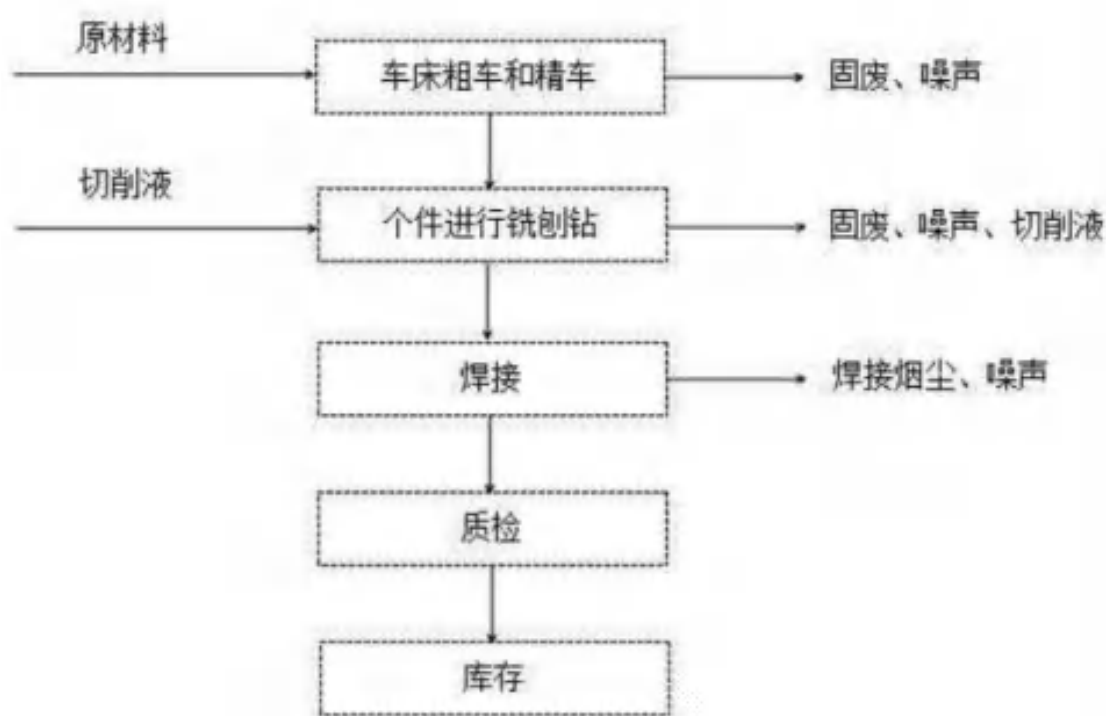 原材料
车床粗车和精车
固废、噪声
切削液
个件进行铣刨钻
固废、噪声、切削液
焊接
焊接烟尘、噪声
质检
库存